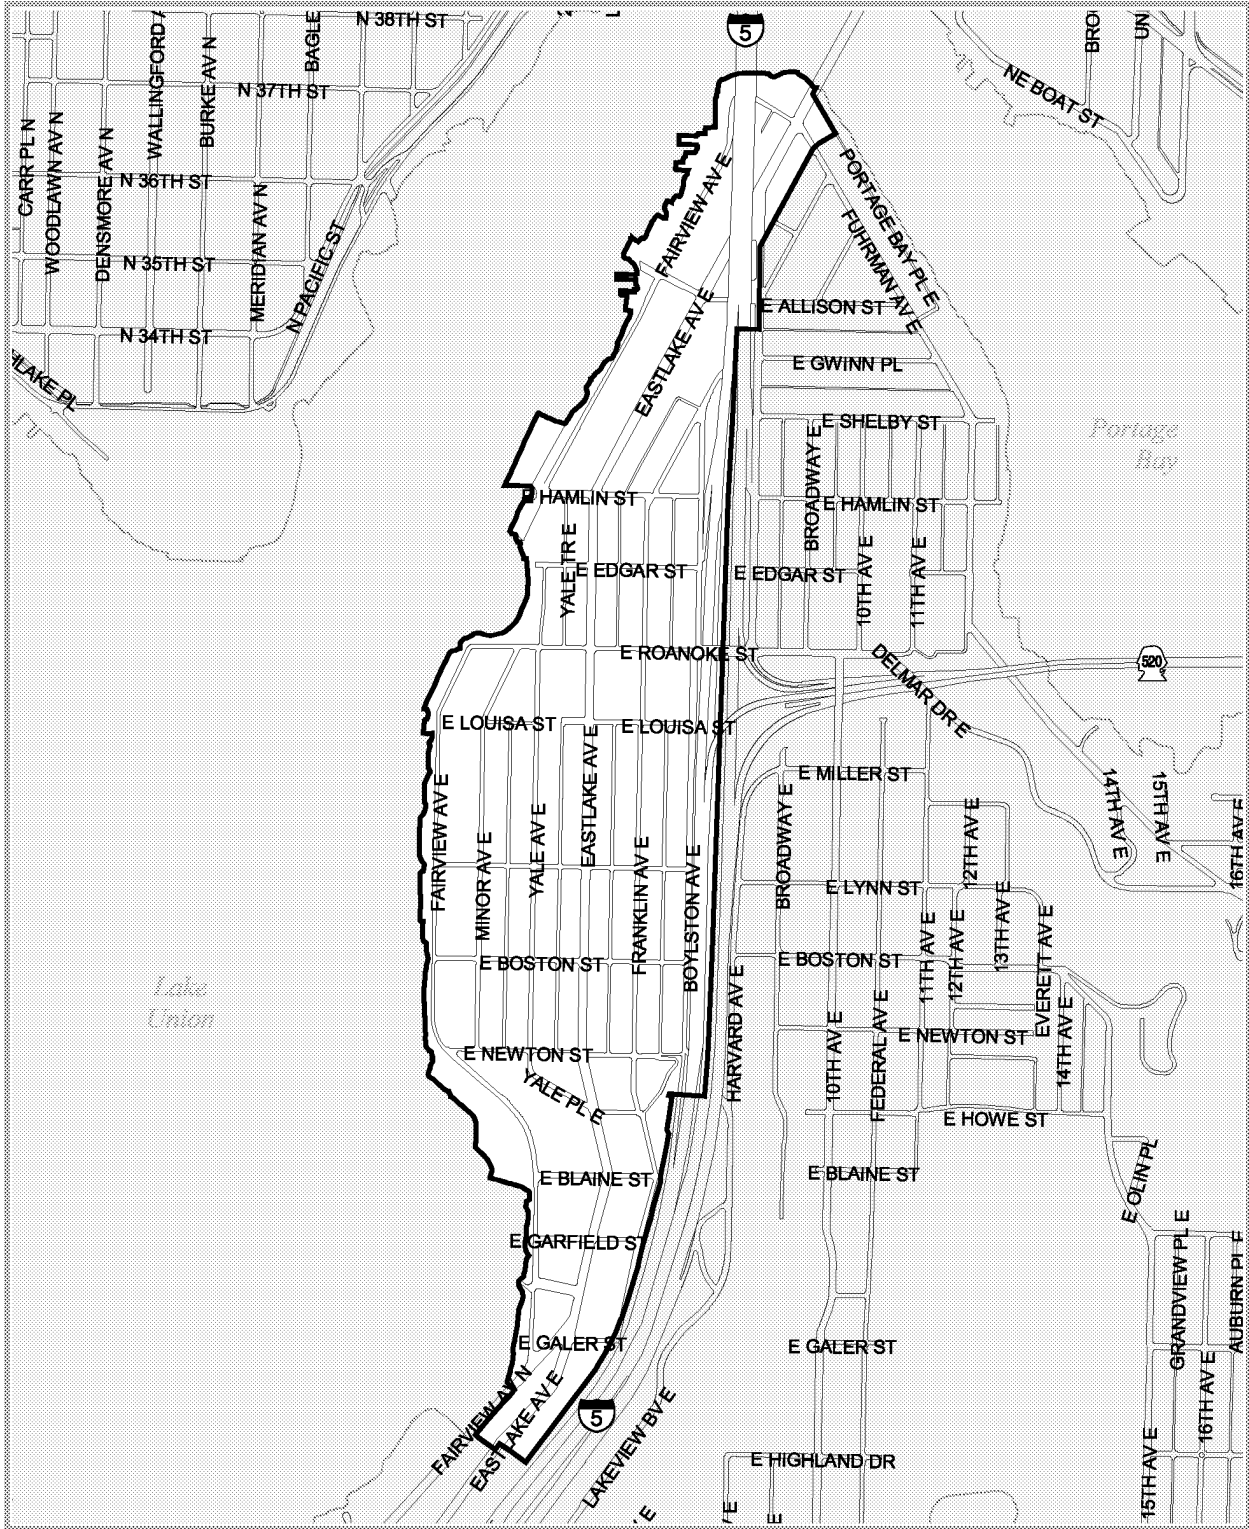 N 38TH ST
5
BAGLE
WALLINGFORD A
BURKE AV N
BRO
UN
N 37TH ST
NE BOAT ST
CARR PL N
WOODLAWN AV N
DENSMORE AV N
N 36TH ST
MERIDIAN AV N
FAIRVIEW AV E
PORTAGE BAY PL E
FUHRMAN AV E
N 35TH ST
N PACIFIC ST
N 34TH ST
HLAKE PL
E ALLISON ST
EASTLAKE AV E
E GWINN PL
E SHELBY ST
Portage
Bay
BROADWAY E
E HAMLIN ST
E HAMLIN ST
YALE TR E
E EDGAR ST
E EDGAR ST
10TH AV E
11TH AV E
E ROANOKE ST
DELMAR DR E
520
E LOUISA ST
E LOUISA ST
EASTLAKE AV E
E MILLER ST
14TH AV E
15TH AV E
16TH AV E
FAIRVIEW AV E
MINOR AV E
YALE AV E
FRANKLIN AV E
BOYLSTON AV E
BROADWAY E
12TH AV E
E LYNN ST
13TH AV E
11TH AV E
12TH AV E
EVERETT AV E
E BOSTON ST
E BOSTON ST
Lake
Union
HARVARD AV E
10TH AV E
FEDERAL AV E
E NEWTON ST
14TH AV E
E NEWTON ST
YALE PL E
E HOWE ST
E BLAINE ST
E BLAINE ST
E OLIN PL
E GARFIELD ST
GRANDVIEW PL E
AUBURN PL E
E GALER ST
E GALER ST
16TH AV E
FAIRVIEW AV N
EASTLAKE AV E
5
LAKEVIEW BV E
E HIGHLAND DR
15TH AV E
E
V E
E